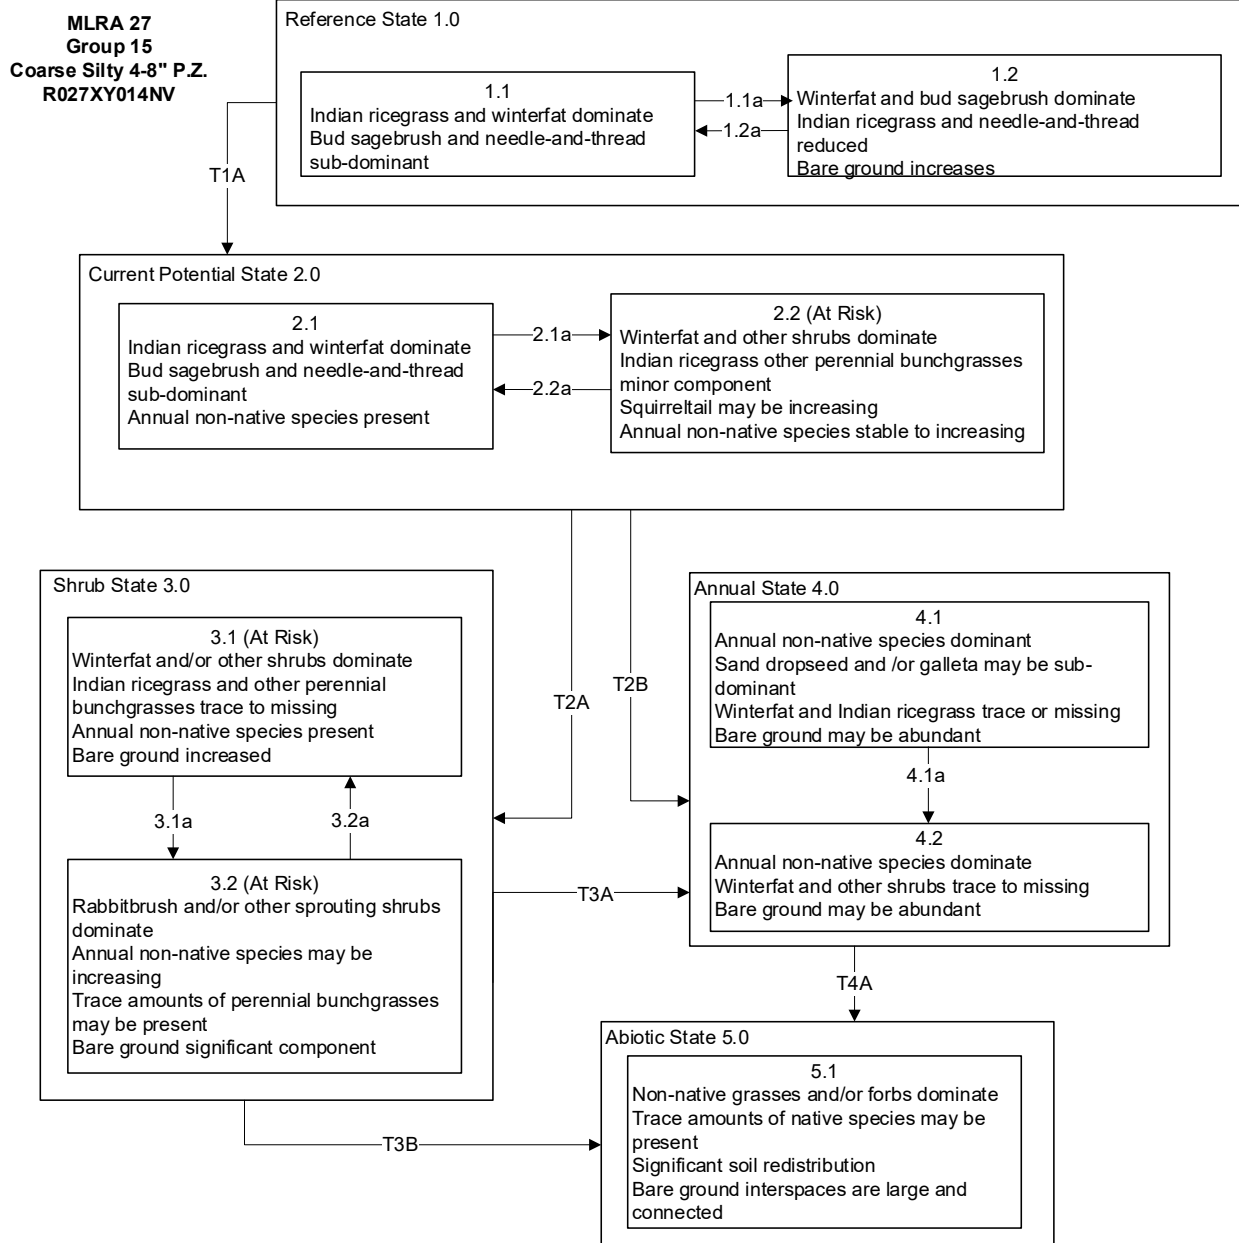 MLRA 27
Group 15
Coarse Silty 4-8" P.Z.
R027XY014NV
Reference State 1.0
1.1
Indian ricegrass and winterfat dominate
Bud sagebrush and needle-and-thread
sub-dominant
1.1a
1.2a
1.2
Winterfat and bud sagebrush dominate
Indian ricegrass and needle-and-thread
reduced
Bare ground increases
T1A
Current Potential State 2.0
2.1
Indian ricegrass and winterfat dominate
Bud sagebrush and needle-and-thread
sub-dominant
Annual non-native species present
2.1a
2.2a
2.2 (At Risk)
Winterfat and other shrubs dominate
Indian ricegrass other perennial bunchgrasses
minor component
Squirreltail may be increasing
Annual non-native species stable to increasing
T2A
T2B
Shrub State 3.0
3.1 (At Risk)
Winterfat and/or other shrubs dominate
Indian ricegrass and other perennial
bunchgrasses trace to missing
Annual non-native species present
Bare ground increased
3.1a
3.2a
3.2 (At Risk)
Rabbitbrush and/or other sprouting shrubs
dominate
Annual non-native species may be
increasing
Trace amounts of perennial bunchgrasses
may be present
Bare ground significant component
T3A
T3B
Annual State 4.0
4.1
Annual non-native species dominant
Sand dropseed and /or galleta may be sub-
dominant
Winterfat and Indian ricegrass trace or missing
Bare ground may be abundant
4.1a
4.2
Annual non-native species dominate
Winterfat and other shrubs trace to missing
Bare ground may be abundant
T4A
Abiotic State 5.0
5.1
Non-native grasses and/or forbs dominate
Trace amounts of native species may be
present
Significant soil redistribution
Bare ground interspaces are large and
connected